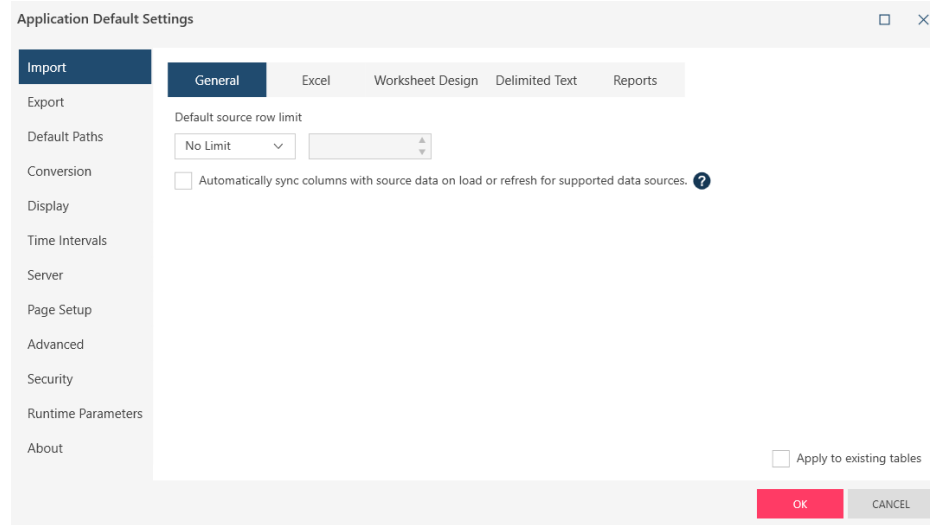 Application Default Settings
Import
Export
Default Paths
Conversion
Display
Time Intervals
Server
Page Setup
Advanced
Security
Runtime Parameters
About
General Excel Worksheet Design Delimited Text Reports
Default source row limit
No Limit
Automatically sync columns with source data on load or refresh for supported data sources. ?
Apply to existing tables
OK CANCEL